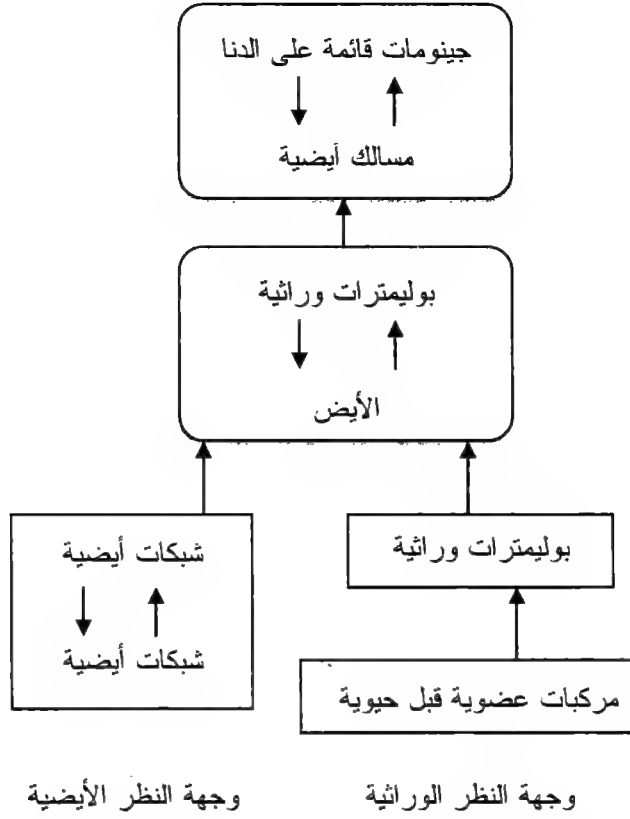 جينومات قائمة على الدنا
مسالك أيضية
بوليمترات وراثية
الأيض
شبكات أيضية
شبكات أيضية
بوليمترات وراثية
مركبات عضوية قبل حيوية
وجهة النظر الوراثية
وجهة النظر الأيضية